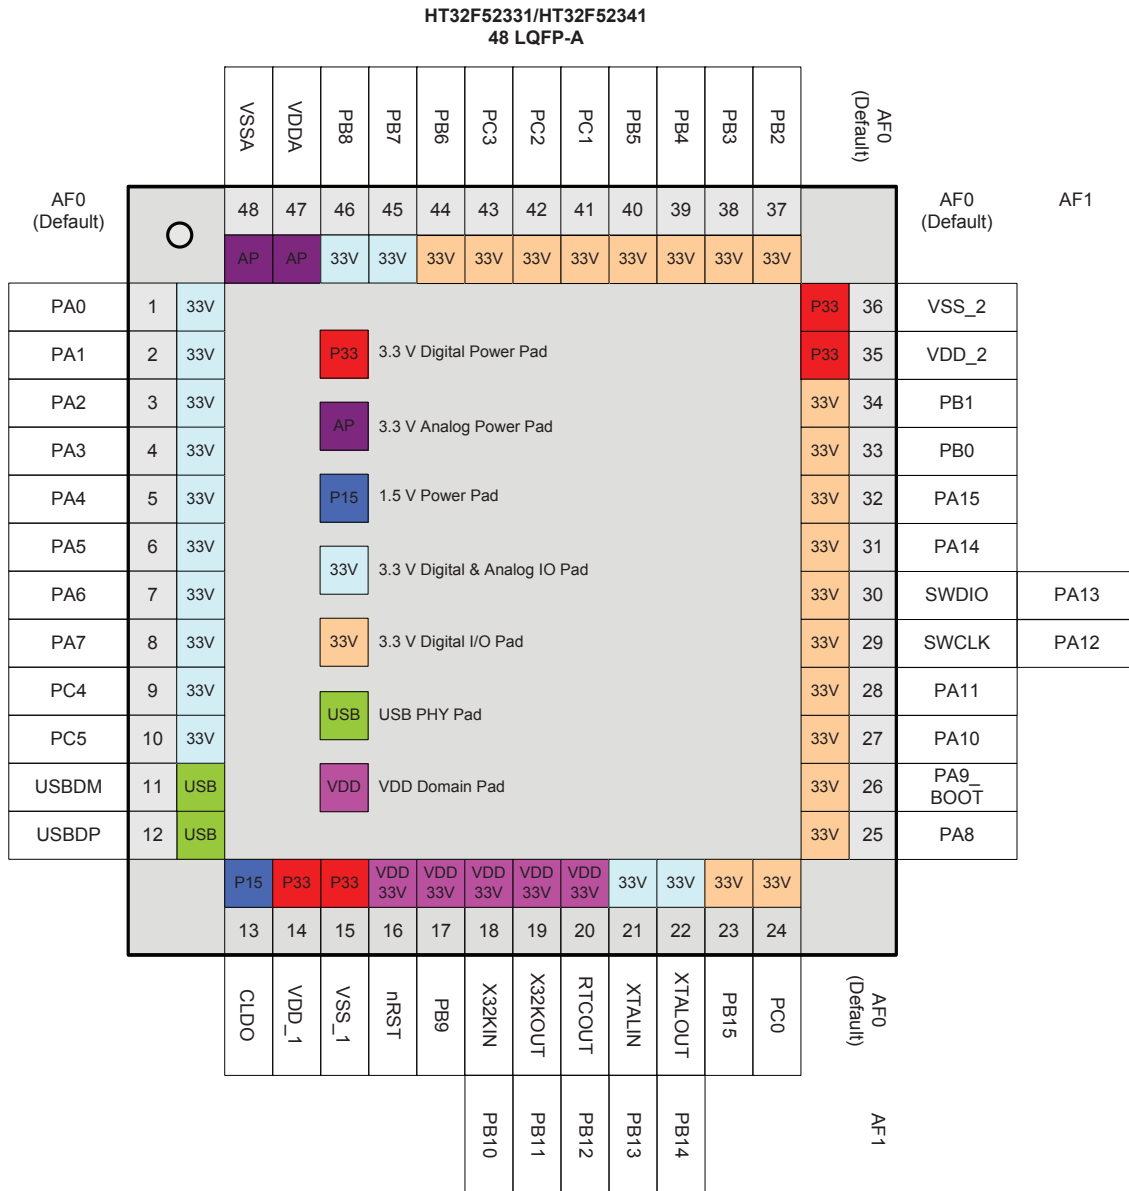 HT32F52331/HT32F52341
48 LQFP-A
VSSA VDDA PB8 PB7 PB6 PC3 PC2 PC1 PB5 PB4 PB3 PB2 AF0
(Default)
AF0
(Default)
48 47 46 45 44 43 42 41 40 39 38 37
AF0
(Default)
AF1
AP AP 33V 33V 33V 33V 33V 33V 33V 33V 33V 33V
PA0 1 33V P33 36 VSS_2
PA1 2 33V P33 3.3 V Digital Power Pad P33 35 VDD_2
PA2 3 33V 33V 34 PB1
AP 3.3 V Analog Power Pad
PA3 4 33V 33V 33 PB0
PA4 5 33V P15 1.5 V Power Pad 33V 32 PA15
PA5 6 33V 33V 31 PA14
33V 3.3 V Digital & Analog IO Pad
PA6 7 33V 33V 30 SWDIO PA13
PA7 8 33V 33V 3.3 V Digital I/O Pad 33V 29 SWCLK PA12
PC4 9 33V 33V 28 PA11
USB USB PHY Pad
PC5 10 33V 33V 27 PA10
USBDM 11 USB VDD VDD Domain Pad 33V 26 PA9_
BOOT
USBDP 12 USB 33V 25 PA8
P15 P33 P33 VDD VDD VDD VDD VDD 33V 33V 33V 33V
33V 33V 33V 33V 33V
13 14 15 16 17 18 19 20 21 22 23 24
CLDO VDD_1 VSS_1 nRST PB9 X32KIN X32KOUT RTCOUT XTALIN XTALOUT PB15 PC0 AF0
(Default)
PB10 PB11 PB12 PB13 PB14 AF1